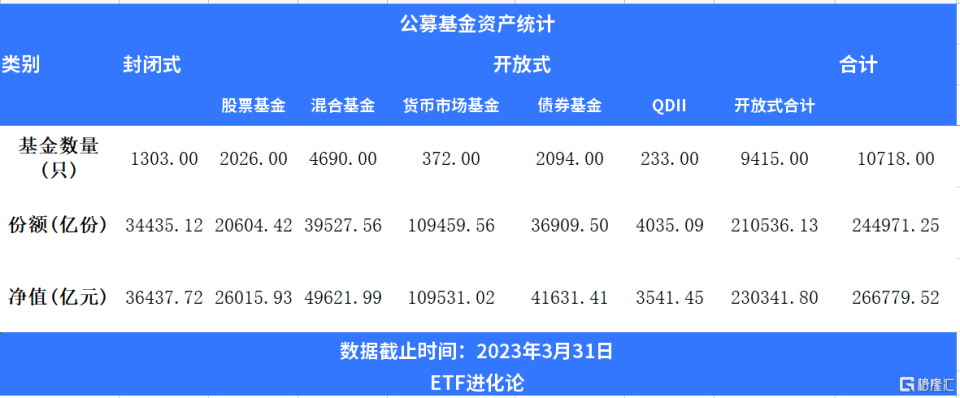 公募基金资产统计
类别 封闭式 开放式 合计
股票基金 混合基金 货币市场基金 债券基金 QDII 开放式合计
基金数量
(只) 1303.00 2026.00 4690.00 372.00 2094.00 233.00 9415.00 10718.00
份额(亿份) 34435.12 20604.42 39527.56 109459.56 36909.50 4035.09 210536.13 244971.25
净值(亿元) 36437.72 26015.93 49621.99 109531.02 41631.41 3541.45 230341.80 266779.52
数据截止时间：2023年3月31日
ETF进化论
格隆汇